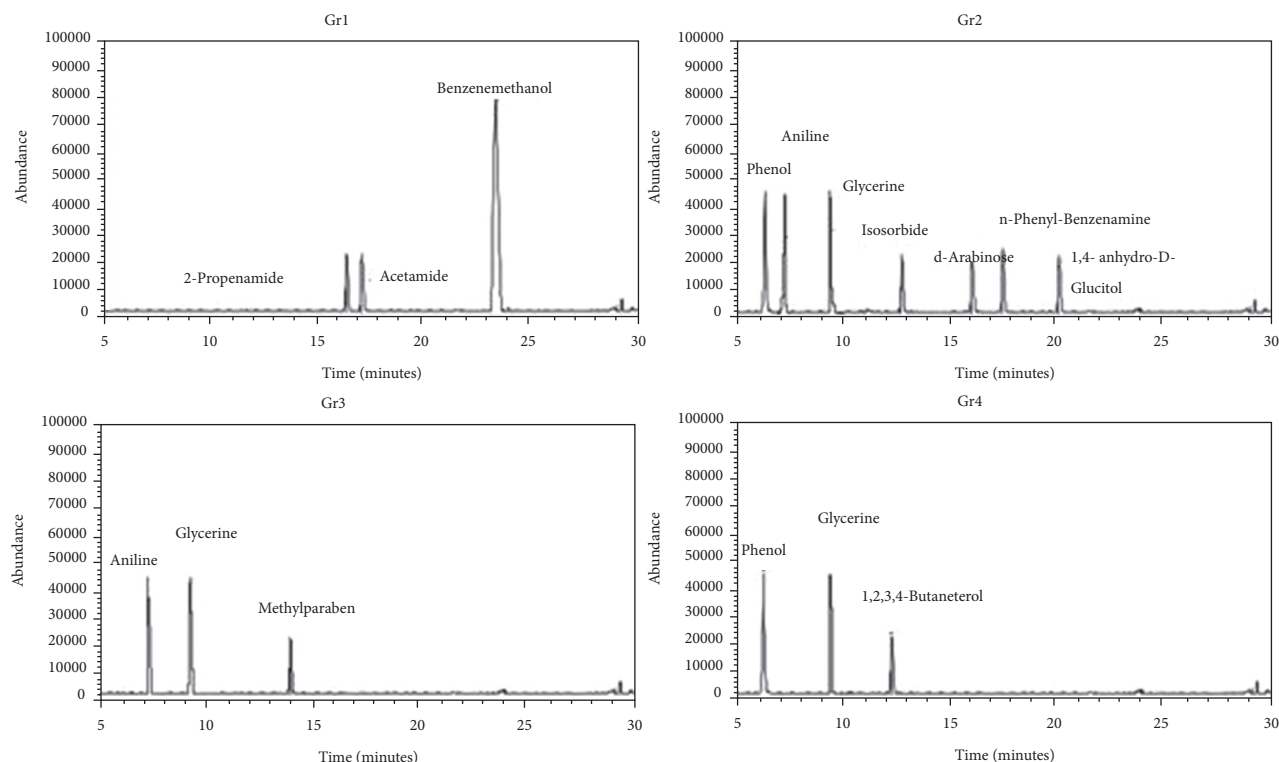 Gr1
100000
90000
80000
70000
60000
50000
40000
30000
20000
10000
0
Abundance
Benzenemethanol
2-Propenamide
Acetamide
5
10
15
20
25
30
Time (minutes)
Gr2
100000
90000
80000
70000
60000
50000
40000
30000
20000
10000
0
Abundance
Aniline
Phenol
Glycerine
n-Phenyl-Benzenamine
Isosorbide
d-Arabinose
1,4- anhydro-D-
Glucitol
5
10
15
20
25
30
Time (minutes)
Gr3
100000
90000
80000
70000
60000
50000
40000
30000
20000
10000
0
Abundance
Glycerine
Aniline
Methylparaben
5
10
15
20
25
30
Time (minutes)
Gr4
100000
90000
80000
70000
60000
50000
40000
30000
20000
10000
0
Abundance
Glycerine
Phenol
1,2,3,4-Butaneterol
5
10
15
20
25
30
Time (minutes)